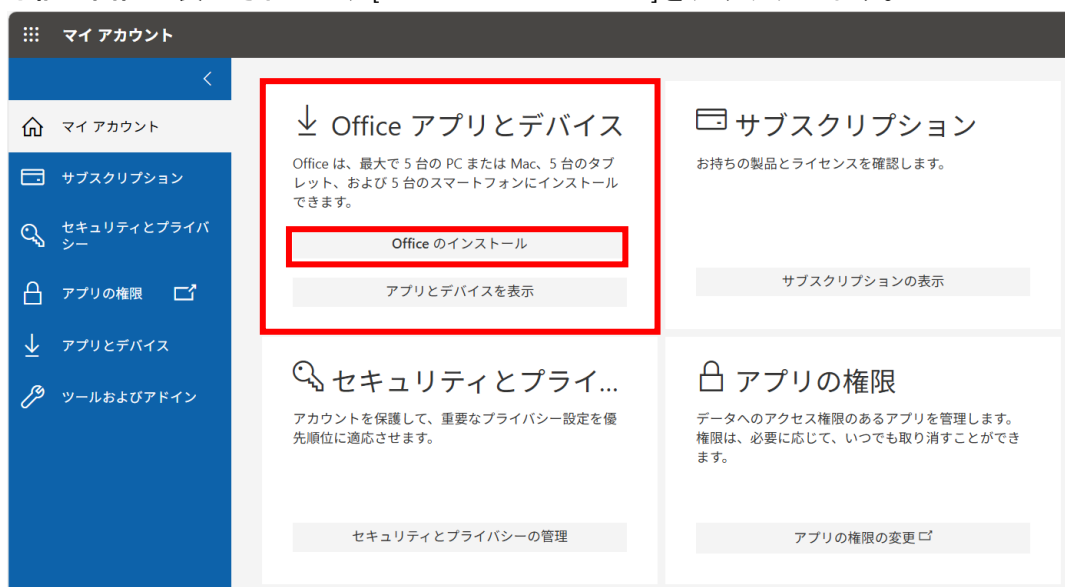 マイ アカウント
マイ アカウント
サブスクリプション
セキュリティとプライバ
シー
アプリの権限
アプリとデバイス
ツールおよびアドイン
Office アプリとデバイス
Office は、最大で 5 台の PC または Mac、5 台のタブ
レット、および 5 台のスマートフォンにインストール
できます。
Office のインストール
アプリとデバイスを表示
サブスクリプション
お持ちの製品とライセンスを確認します。
サブスクリプションの表示
セキュリティとプライ...
アカウントを保護して、重要なプライバシー設定を優
先順位に適応させます。
セキュリティとプライバシーの管理
アプリの権限
データへのアクセス権限のあるアプリを管理します。
権限は、必要に応じて、いつでも取り消すことができ
ます。
アプリの権限の変更